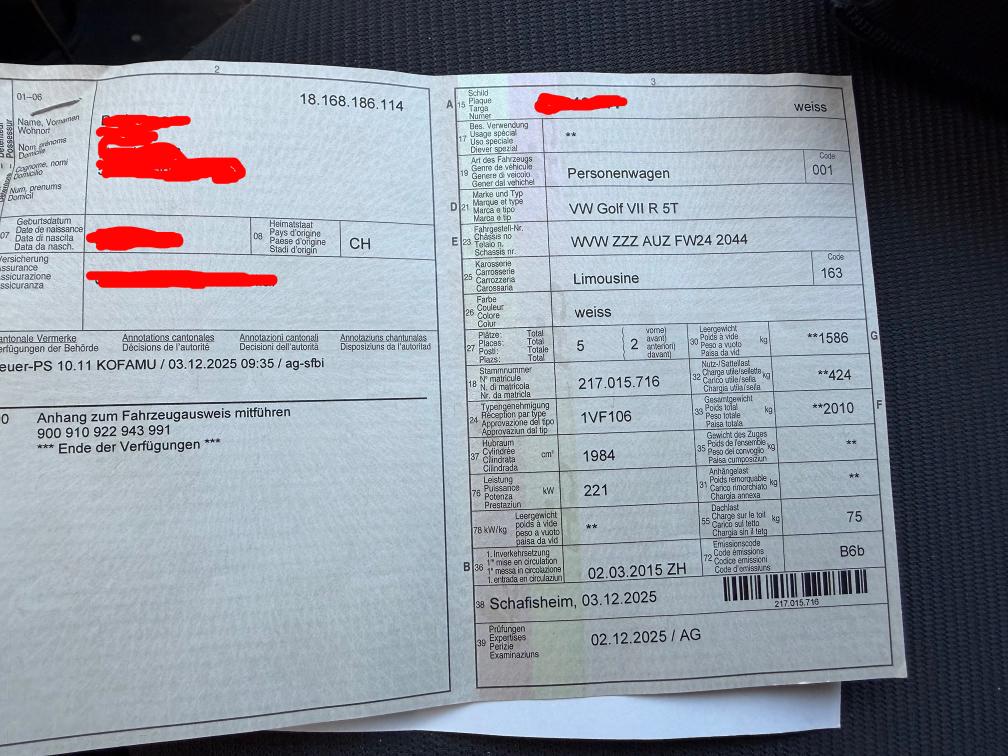 2
01–06
18.168.186.114
Name, Vornamen
Wohnort
Nom, prénoms
Domicile
Cognome, nomi
Domicilio
Num, prenums
Domicil
07
Geburtsdatum
Date de naissance
Data di nascita
Data da nasch.
08
Heimatstaat
Pays d'origine
Paese d'origine
Stadi d'origin
CH
Versicherung
Assurance
Assicurazione
Assicuranza
Kantonale Vermerke
Verfügungen der Behörde
Annotations cantonales
Décisions de l'autorité
Annotazioni cantonali
Decisioni dell'autorità
Annotaziuns chantunalas
Disposiziuns da l'autoritad
euer-PS 10.11 KOFAMU / 03.12.2025 09:35 / ag-sfbi
0 Anhang zum Fahrzeugausweis mitführen
900 910 922 943 991
*** Ende der Verfügungen ***
3
A 15
Schild
Plaque
Targa
Numer
weiss
17
Bes. Verwendung
Usage spécial
Uso speciale
Diever spezial
**
19
Art des Fahrzeugs
Genre de véhicule
Genere di veicolo
Gener dal vehichel
Personenwagen
Code
001
D 21
Marke und Typ
Marque et type
Marca e tipo
Marca e tip
VW Golf VII R 5T
E 23
Fahrgestell-Nr.
Châssis no
Telaio n.
Schassis nr.
WVW ZZZ AUZ FW24 2044
25
Karosserie
Carrosserie
Carrozzeria
Carossaria
Limousine
Code
163
26
Farbe
Couleur
Colore
Colur
weiss
27
Plätze: Total
Places: Total
Posti: Totale
Plazs: Total
5
vorne)
avant)
anteriori)
davant)
2
30
Leergewicht
Poids à vide
Peso a vuoto
Paisa da vid
kg
**1586
G
18
Stammnummer
N° matricule
N. di matricola
Nr. da matricla
217.015.716
32
Nutz-/Sattellast
Charge utile/sellette
Carico utile/sella
Chargia utila/sella
kg
**424
24
Typengenehmigung
Réception par type
Approvazione del tipo
Approvaziun dal tip
1VF106
33
Gesamtgewicht
Poids total
Peso totale
Paisa totala
kg
**2010
F
37
Hubraum
Cylindrée
Cilindrata
Cilindrada
cm³
1984
35
Gewicht des Zuges
Poids de l'ensemble
Peso del convoglio
Paisa cumposiziun
kg
**
76
Leistung
Puissance
Potenza
Prestaziun
kW
221
31
Anhängelast
Poids remorquable
Carico rimorchiato
Chargia annexa
kg
**
78 kW/kg
Leergewicht
poids à vide
peso a vuoto
paisa da vid
**
55
Dachlast
Charge sur le toit
Carico sul tetto
Chargia sin il tetg
kg
75
B 36
1. Inverkehrsetzung
1re mise en circulation
1a messa in circolazione
1. entrada en circulaziun
02.03.2015 ZH
72
Emissionscode
Code émissions
Codice emissioni
Code d'emissiuns
B6b
38 Schafisheim, 03.12.2025
217.015.716
39
Prüfungen
Expertises
Perizie
Examinaziuns
02.12.2025 / AG